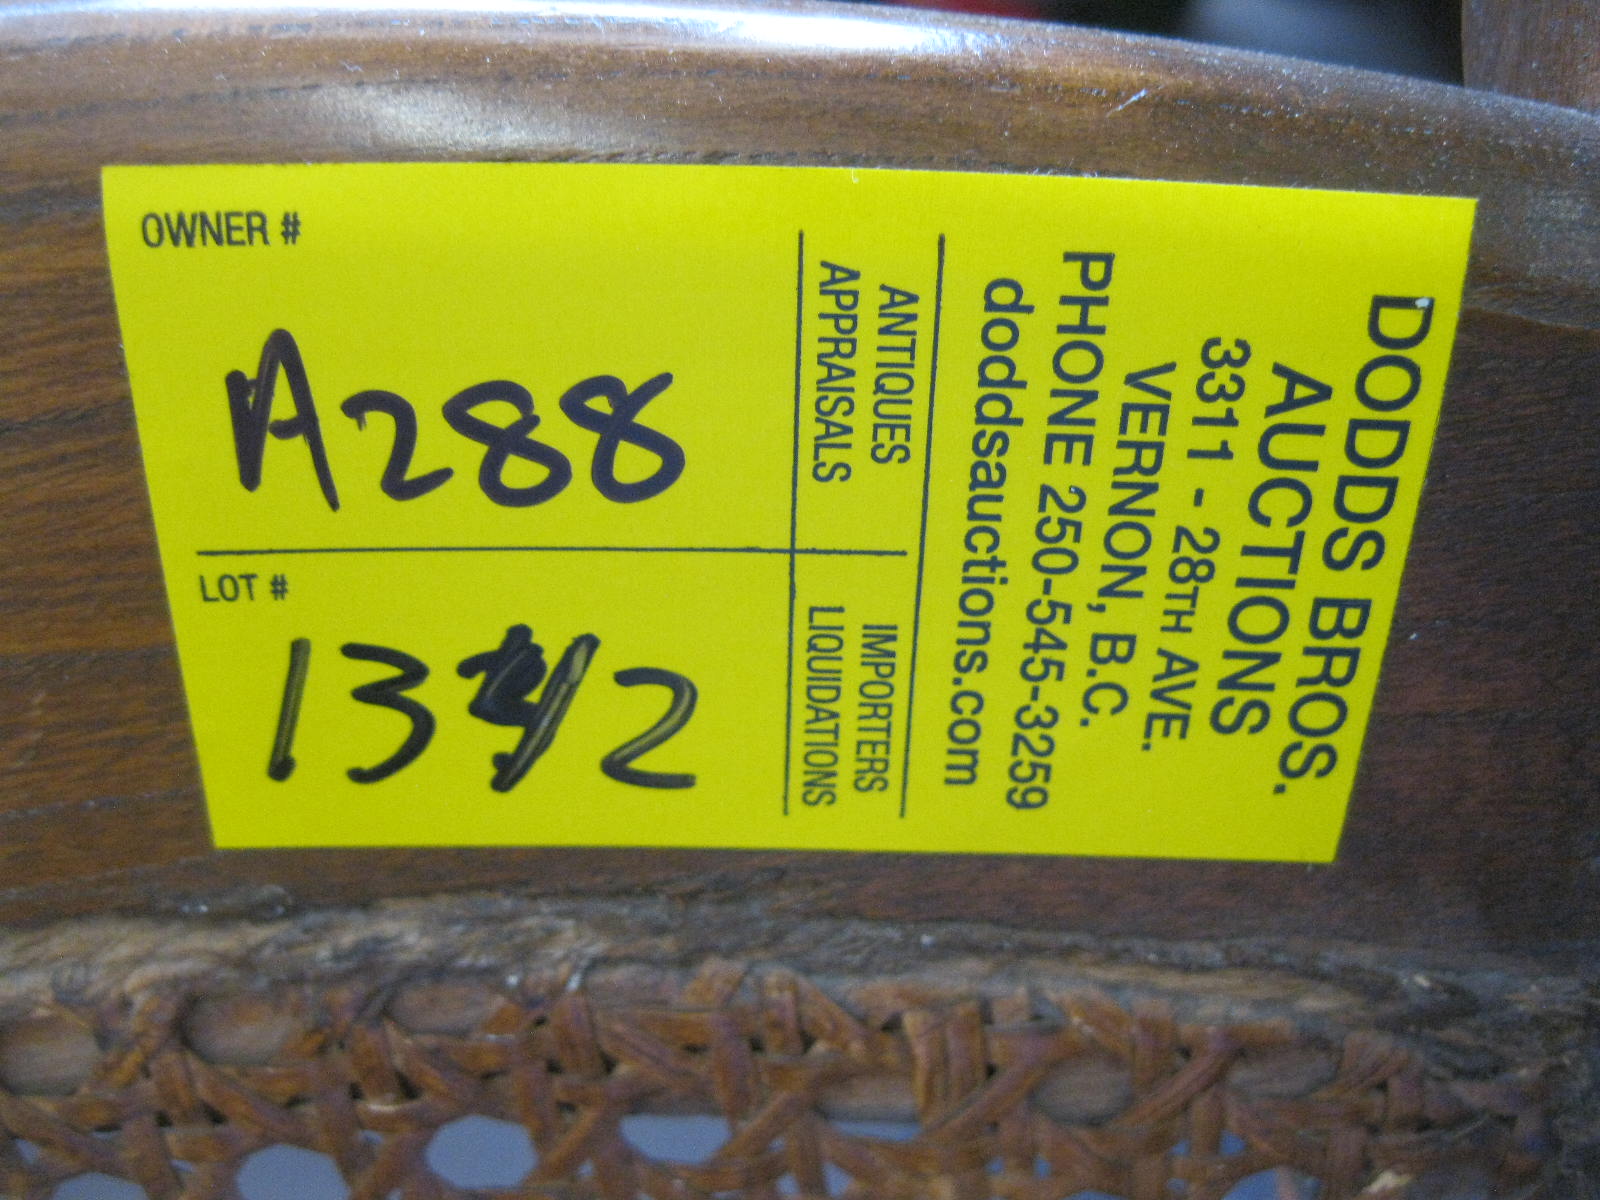 OWNER #
A288
LOT #
1312
ANTIQUES
APPRAISALS
IMPORTERS
LIQUIDATIONS
DODDS BROS.
AUCTIONS
3311 - 28TH AVE.
VERNON, B.C.
PHONE 250-545-3259
doddsauctions.com